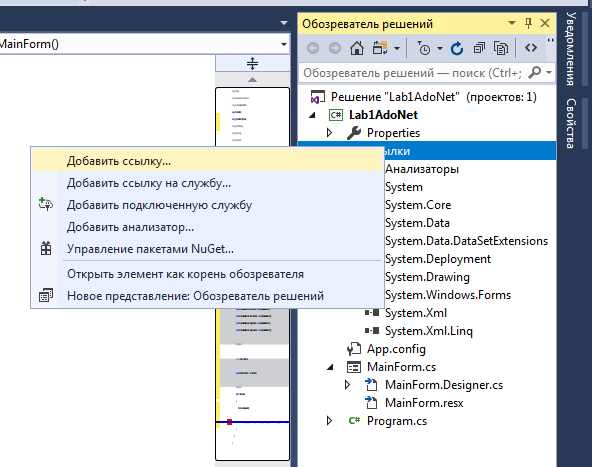 Обозреватель решений
MainForm()
Обозреватель решений — поиск (Ctrl+;
Решение "Lab1AdoNet" (проектов: 1)
C# Lab1AdoNet
Properties
ылки
Добавить ссылку...
Анализаторы
Добавить ссылку на службу...
System
Добавить подключенную службу
System.Core
Добавить анализатор...
System.Data
Управление пакетами NuGet...
System.Data.DataSetExtensions
System.Deployment
Открыть элемент как корень обозревателя
System.Drawing
Новое представление: Обозреватель решений
System.Windows.Forms
System.Xml
System.Xml.Linq
App.config
MainForm.cs
MainForm.Designer.cs
MainForm.resx
C# Program.cs
Уведомления
Свойства